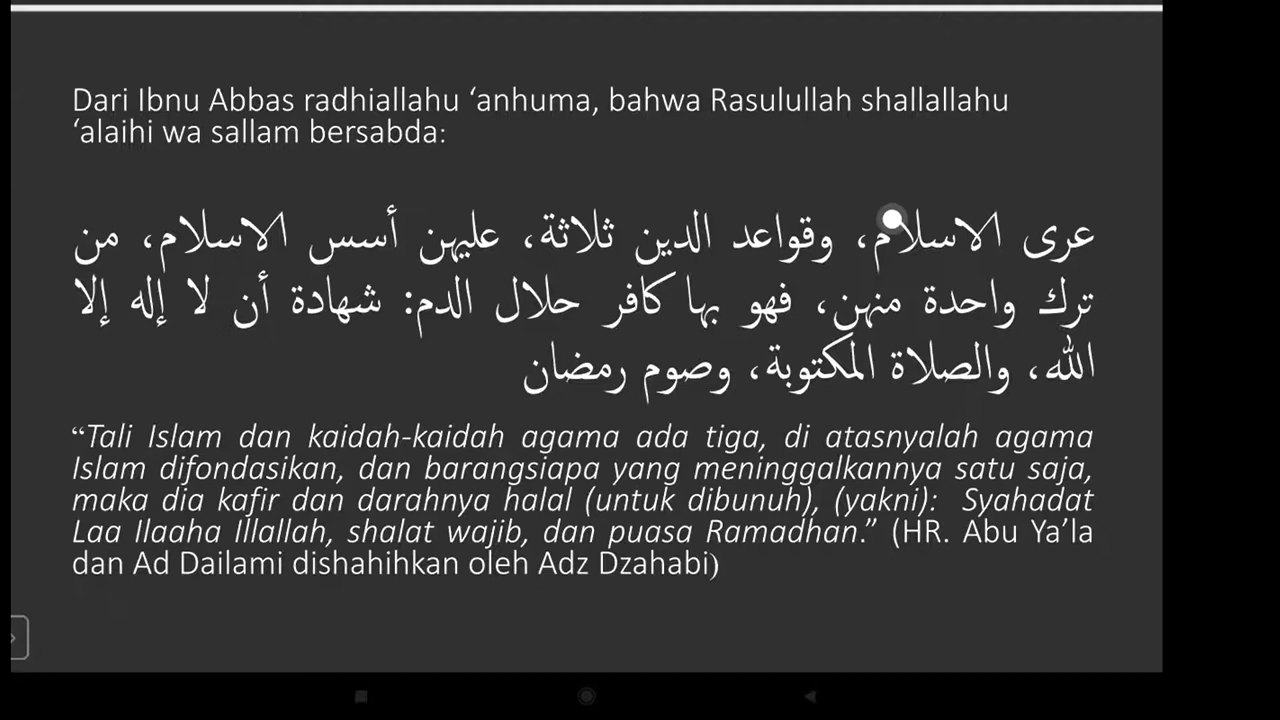 Dari Ibnu Abbas radhiallahu ‘anhuma, bahwa Rasulullah shallallahu
‘alaihi wa sallam bersabda:
عرى الاسلام، وقواعد الدين ثلاثة، عليهن أسس الاسلام، من
ترك واحدة منهن، فهو بها كافر حلال الدم: شهادة أن لا إله إلا
الله، والصلاة المكتوبة، وصوم رمضان
“Tali Islam dan kaidah-kaidah agama ada tiga, di atasnyalah agama
Islam difondasikan, dan barangsiapa yang meninggalkannya satu saja,
maka dia kafir dan darahnya halal (untuk dibunuh), (yakni): Syahadat
Laa Ilaaha Illallah, shalat wajib, dan puasa Ramadhan.” (HR. Abu Ya’la
dan Ad Dailami dishahihkan oleh Adz Dzahabi)